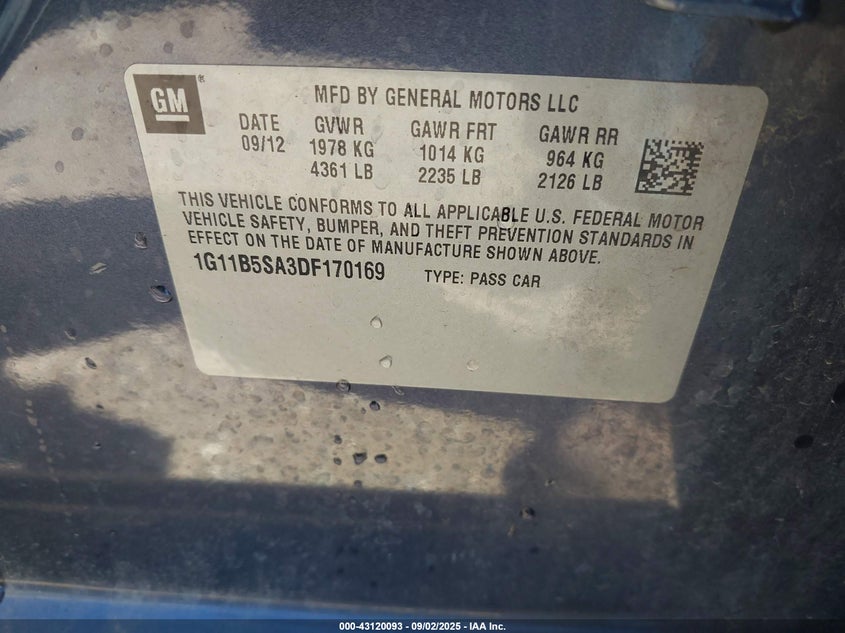 GM®
MFD BY GENERAL MOTORS LLC
DATE GVWR GAWR FRT GAWR RR
09/12 1978 KG 1014 KG 964 KG
4361 LB 2235 LB 2126 LB
THIS VEHICLE CONFORMS TO ALL APPLICABLE U.S. FEDERAL MOTOR
VEHICLE SAFETY, BUMPER, AND THEFT PREVENTION STANDARDS IN
EFFECT ON THE DATE OF MANUFACTURE SHOWN ABOVE.
1G11B5SA3DF170169 TYPE: PASS CAR
000-43120093 - 09/02/2025 - IAA Inc.